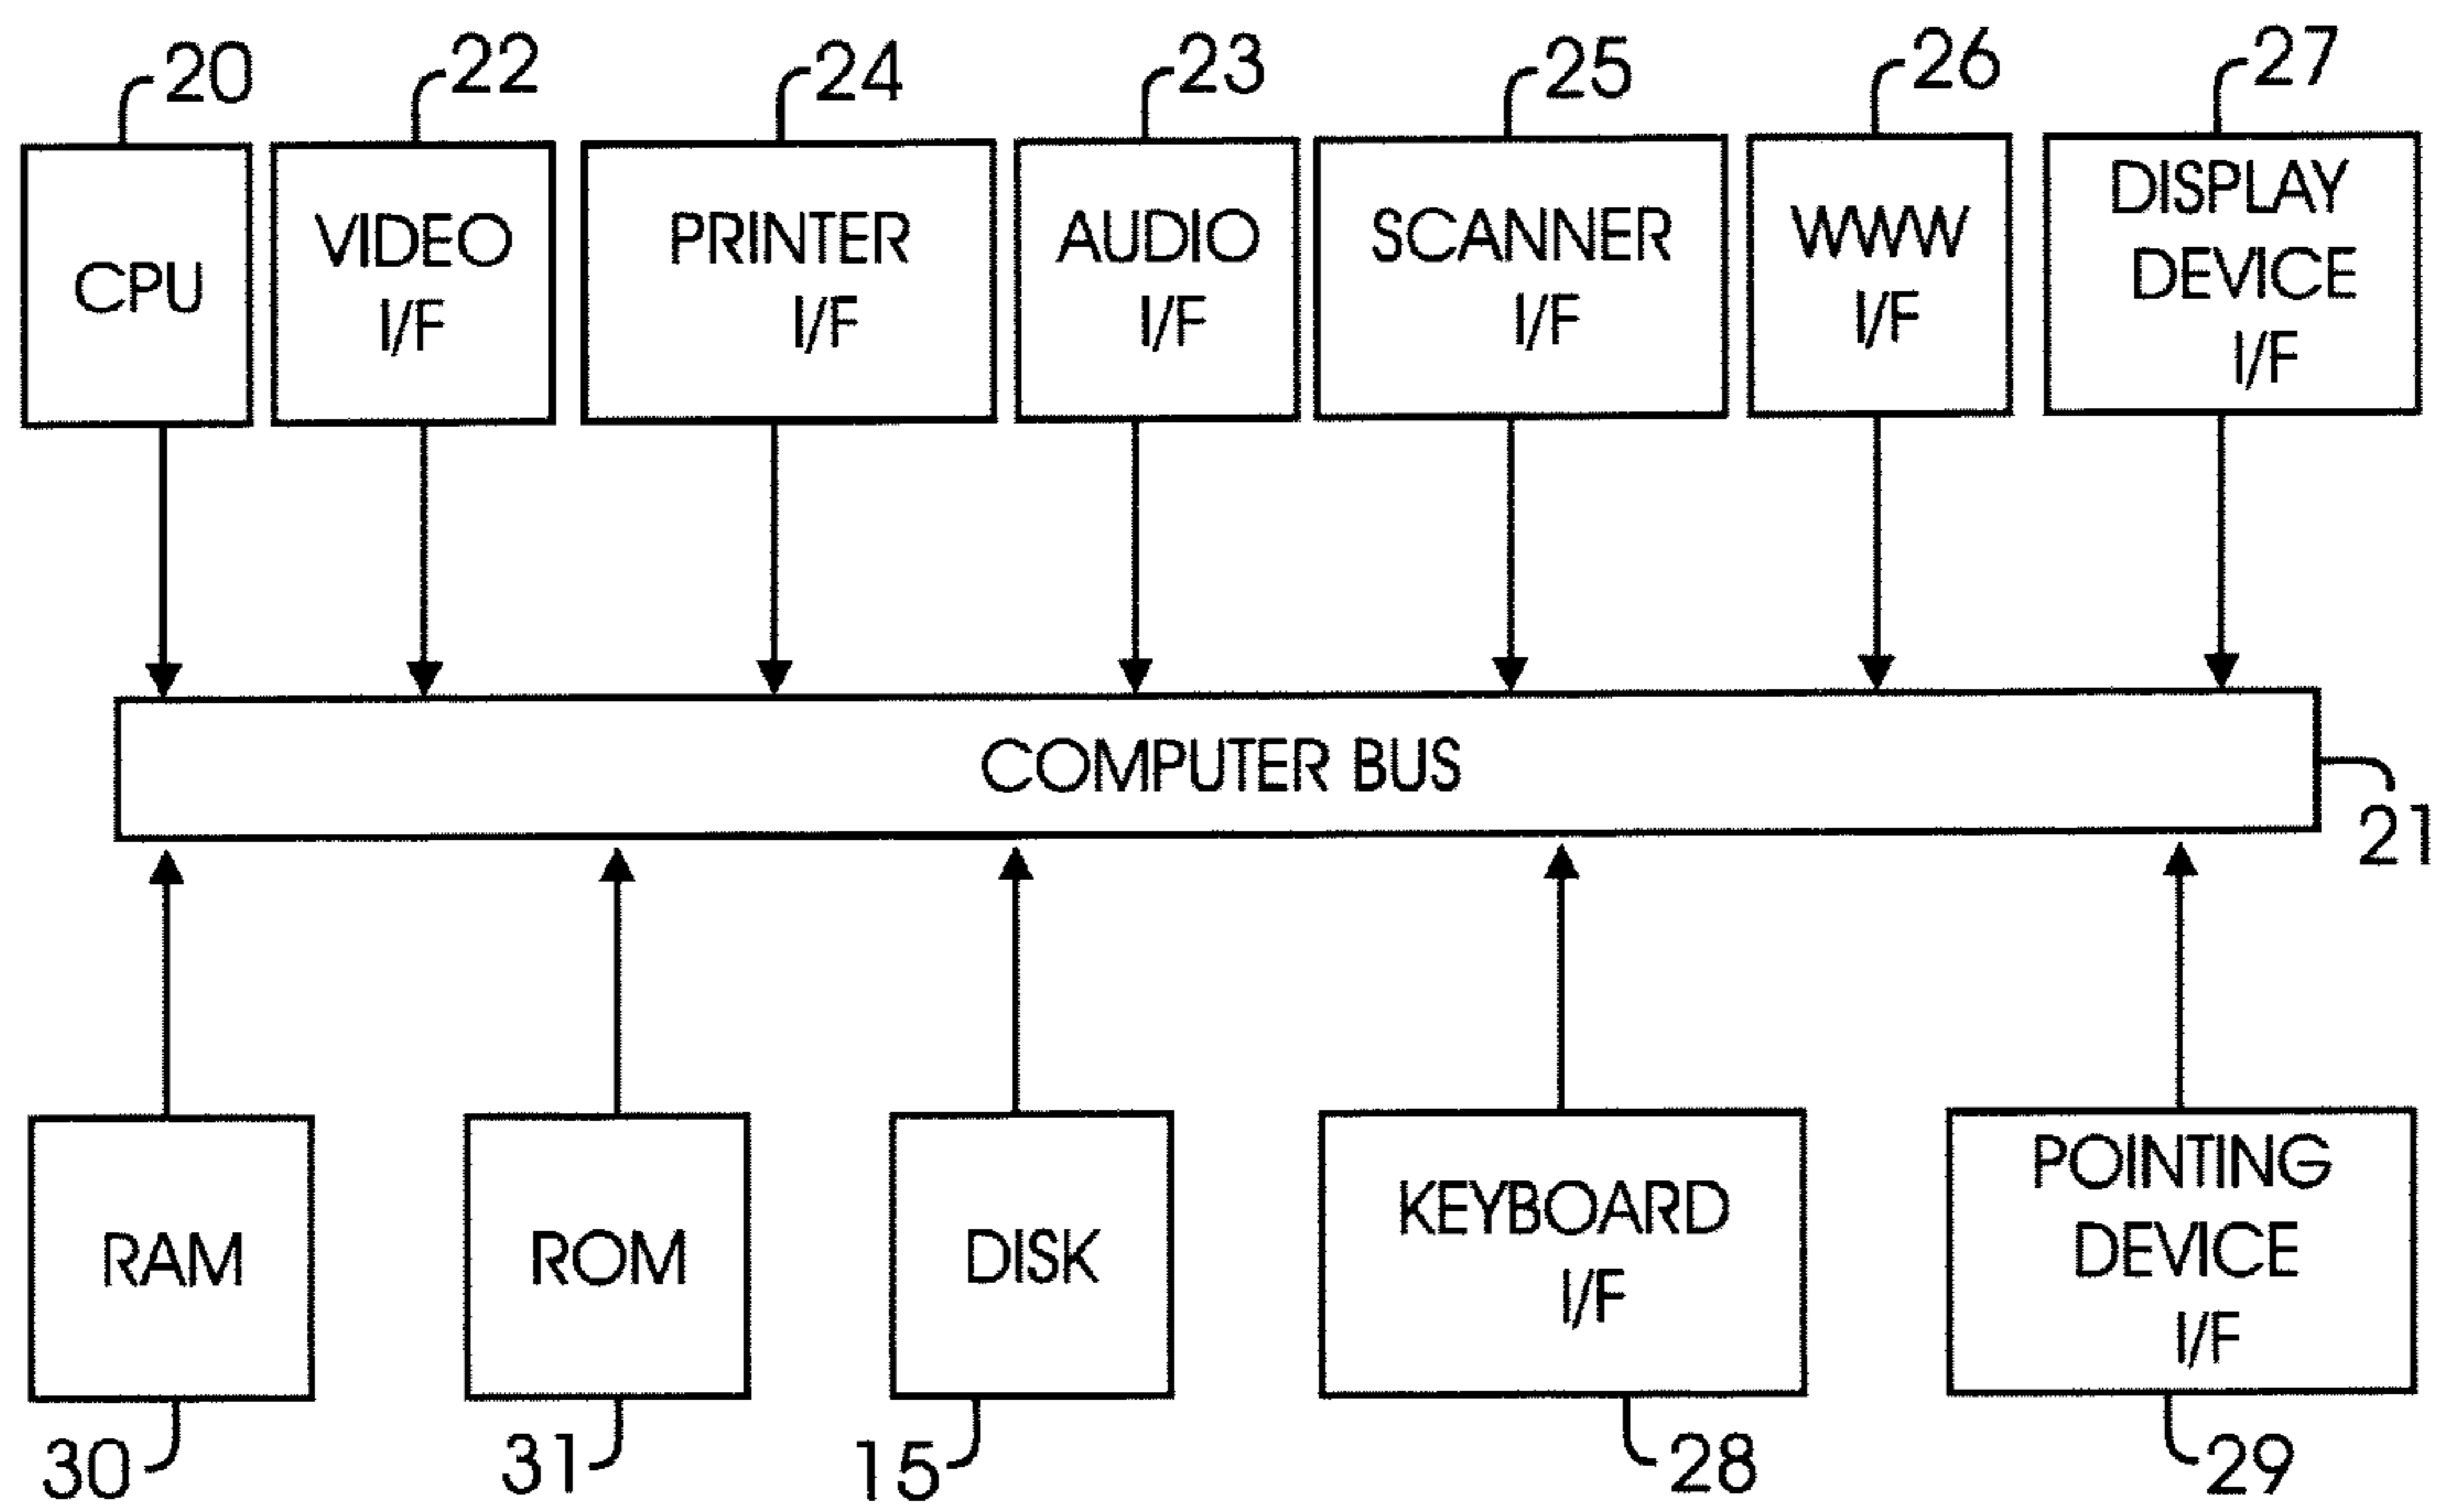 20
22
24
23
25
26
27
CPU
VIDEO
I/F
PRINTER
I/F
AUDIO
I/F
SCANNER
I/F
WWW
I/F
DISPLAY
DEVICE
I/F
COMPUTER BUS
21
RAM
ROM
DISK
KEYBOARD
I/F
POINTING
DEVICE
I/F
30
31
15
28
29